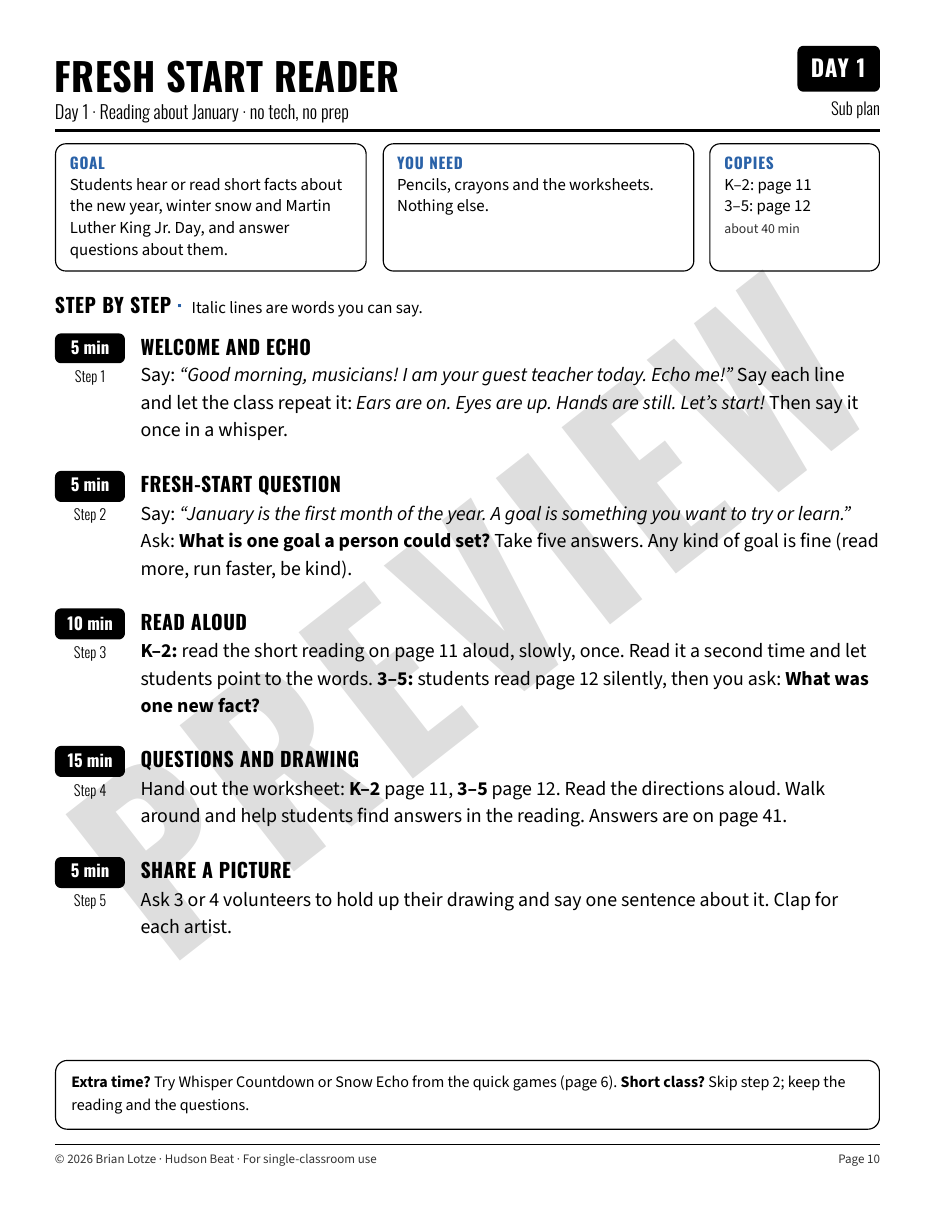 FRESH START READER
DAY 1
Day 1 · Reading about January · no tech, no prep
Sub plan
GOAL
Students hear or read short facts about
the new year, winter snow and Martin
Luther King Jr. Day, and answer
questions about them.
YOU NEED
Pencils, crayons and the worksheets.
Nothing else.
COPIES
K–2: page 11
3–5: page 12
about 40 min
STEP BY STEP · Italic lines are words you can say.
5 min
Step 1
WELCOME AND ECHO
Say: “Good morning, musicians! I am your guest teacher today. Echo me!” Say each line
and let the class repeat it: Ears are on. Eyes are up. Hands are still. Let’s start! Then say it
once in a whisper.
5 min
Step 2
FRESH-START QUESTION
Say: “January is the first month of the year. A goal is something you want to try or learn.”
Ask: What is one goal a person could set? Take five answers. Any kind of goal is fine (read
more, run faster, be kind).
10 min
Step 3
READ ALOUD
K–2: read the short reading on page 11 aloud, slowly, once. Read it a second time and let
students point to the words. 3–5: students read page 12 silently, then you ask: What was
one new fact?
15 min
Step 4
QUESTIONS AND DRAWING
Hand out the worksheet: K–2 page 11, 3–5 page 12. Read the directions aloud. Walk
around and help students find answers in the reading. Answers are on page 41.
5 min
Step 5
SHARE A PICTURE
Ask 3 or 4 volunteers to hold up their drawing and say one sentence about it. Clap for
each artist.
PREVIEW
Extra time? Try Whisper Countdown or Snow Echo from the quick games (page 6). Short class? Skip step 2; keep the
reading and the questions.
© 2026 Brian Lotze · Hudson Beat · For single-classroom use
Page 10